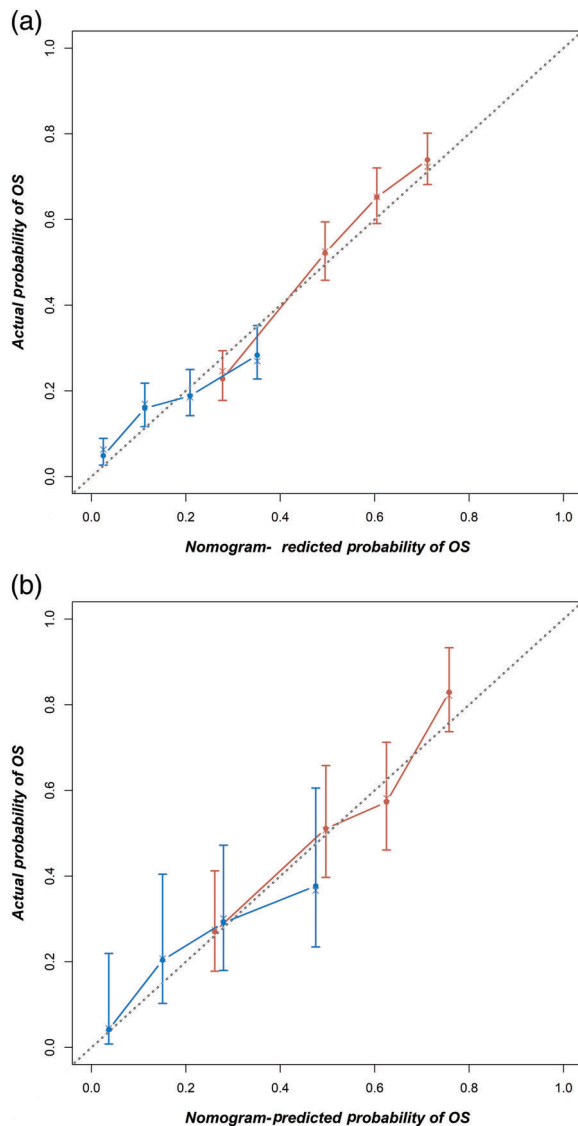 (a)
1.0
0.8
0.6
0.4
0.2
0.0
Actual probability of OS
0.0 0.2 0.4 0.6 0.8 1.0
Nomogram- redicted probability of OS
(b)
1.0
0.8
0.6
0.4
0.2
0.0
Actual probability of OS
0.0 0.2 0.4 0.6 0.8 1.0
Nomogram-predicted probability of OS